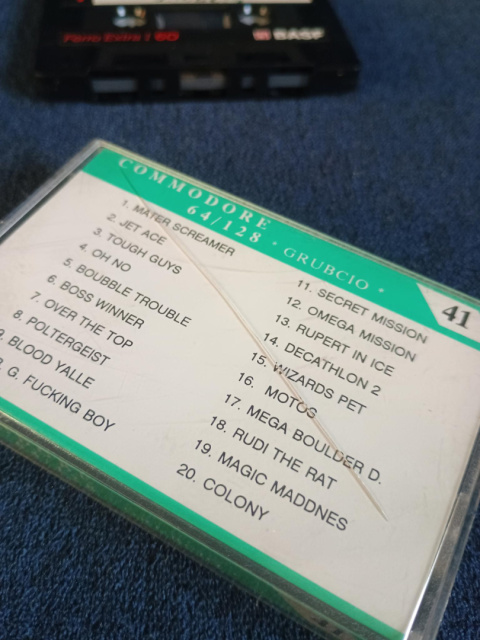 Ferro Extra I 60
BASF
COMMODORE
64/128 · GRUBCIO ·
41
1. MATER SCREAMER
2. JET ACE
3. TOUGH GUYS
4. OH NO
5. BOUBBLE TROUBLE
6. BOSS WINNER
7. OVER THE TOP
8. POLTERGEIST
9. BLOOD YALLE
G. FUCKING BOY
11. SECRET MISSION
12. OMEGA MISSION
13. RUPERT IN ICE
14. DECATHLON 2
15. WIZARDS PET
16. MOTOS
17. MEGA BOULDER D.
18. RUDI THE RAT
19. MAGIC MADDNES
20. COLONY